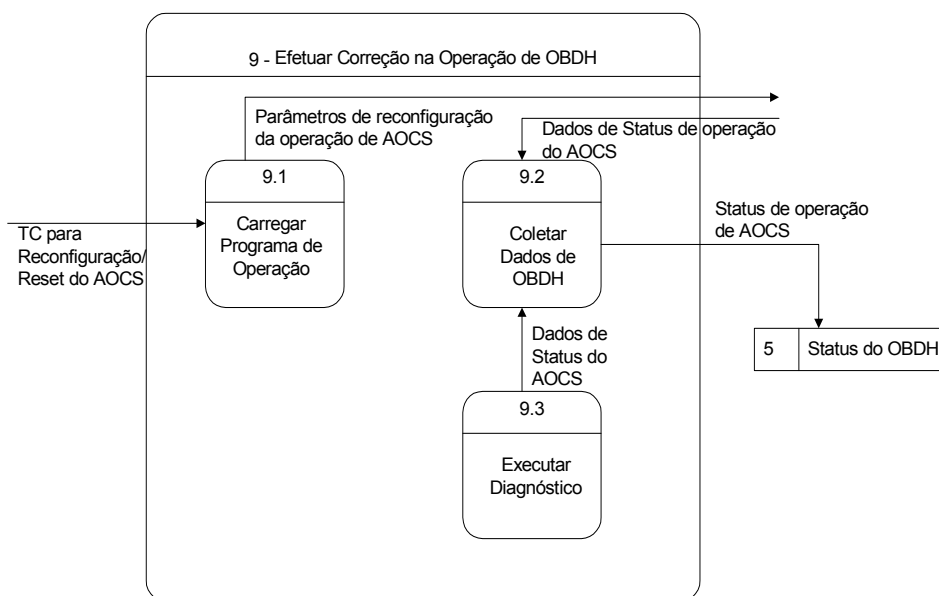 9 - Efetuar Correção na Operação de OBDH
Parâmetros de reconfiguração
da operação de AOCS
Dados de Status de operação
do AOCS
9.1
Carregar
Programa de
Operação
9.2
Coletar
Dados de
OBDH
TC para
Reconfiguração/
Reset do AOCS
Status de operação
de AOCS
5
Status do OBDH
Dados de
Status do
AOCS
9.3
Executar
Diagnóstico